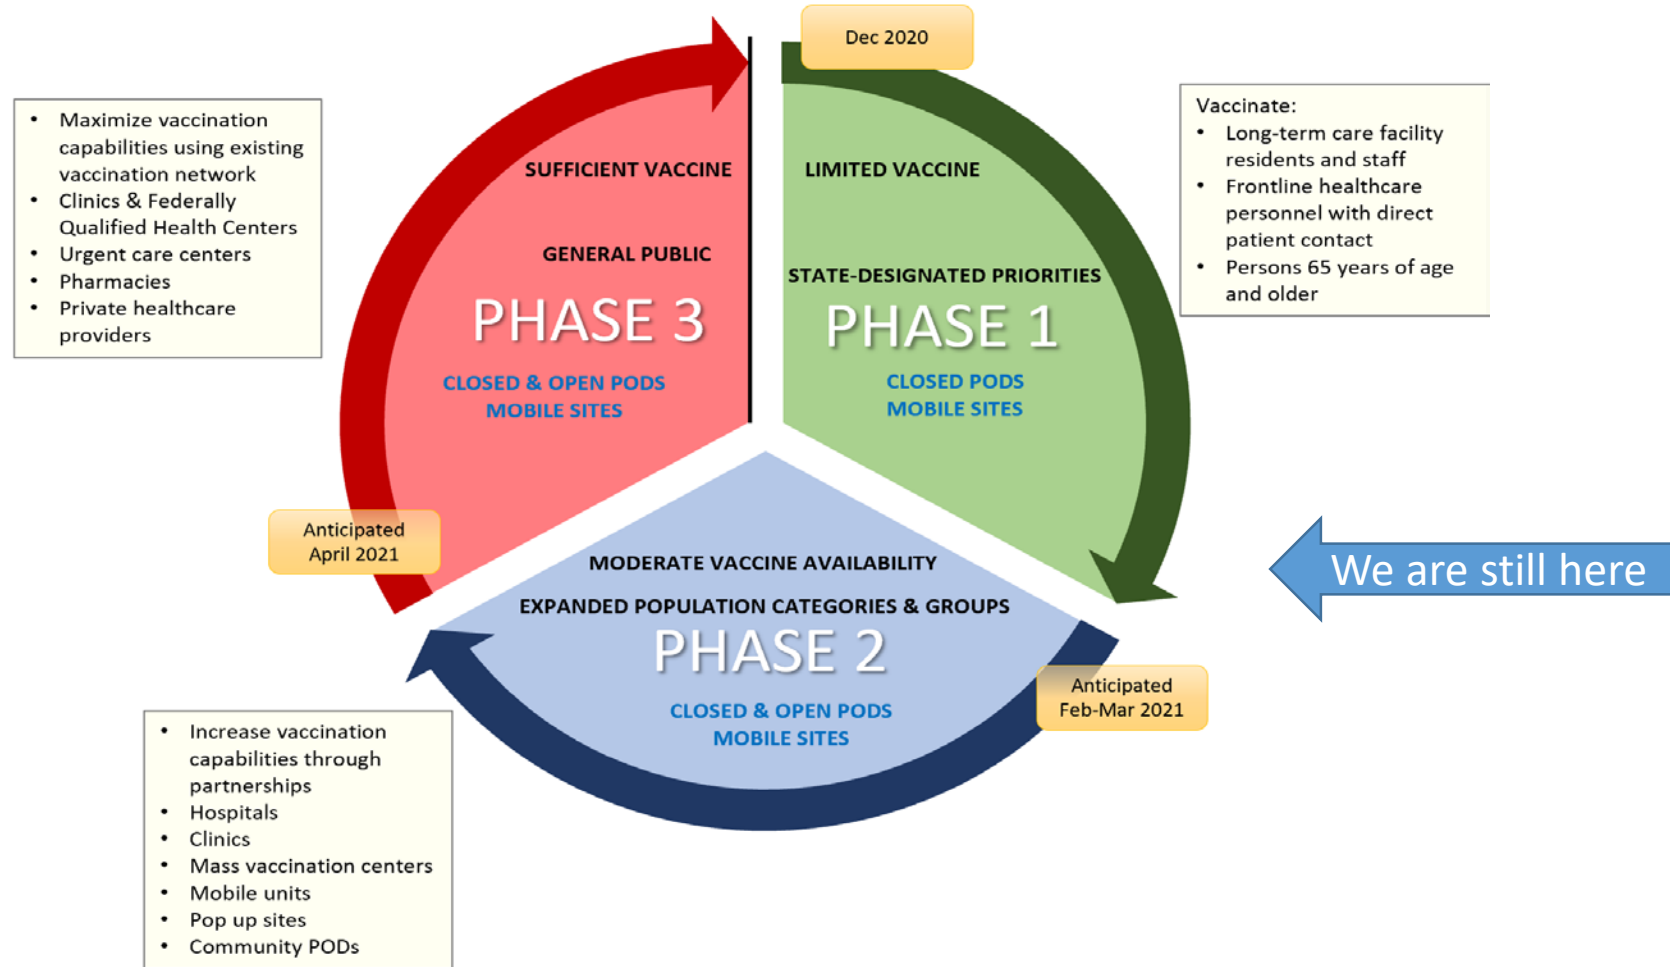 Dec 2020
Vaccinate:
• Long-term care facility
residents and staff
• Frontline healthcare
personnel with direct
patient contact
• Persons 65 years of age
and older
LIMITED VACCINE
STATE-DESIGNATED PRIORITIES
PHASE 1
CLOSED PODS
MOBILE SITES
We are still here
Anticipated
Feb-Mar 2021
MODERATE VACCINE AVAILABILITY
EXPANDED POPULATION CATEGORIES & GROUPS
PHASE 2
CLOSED & OPEN PODS
MOBILE SITES
• Increase vaccination
capabilities through
partnerships
• Hospitals
• Clinics
• Mass vaccination centers
• Mobile units
• Pop up sites
• Community PODs
Anticipated
April 2021
SUFFICIENT VACCINE
GENERAL PUBLIC
PHASE 3
CLOSED & OPEN PODS
MOBILE SITES
• Maximize vaccination
capabilities using existing
vaccination network
• Clinics & Federally
Qualified Health Centers
• Urgent care centers
• Pharmacies
• Private healthcare
providers